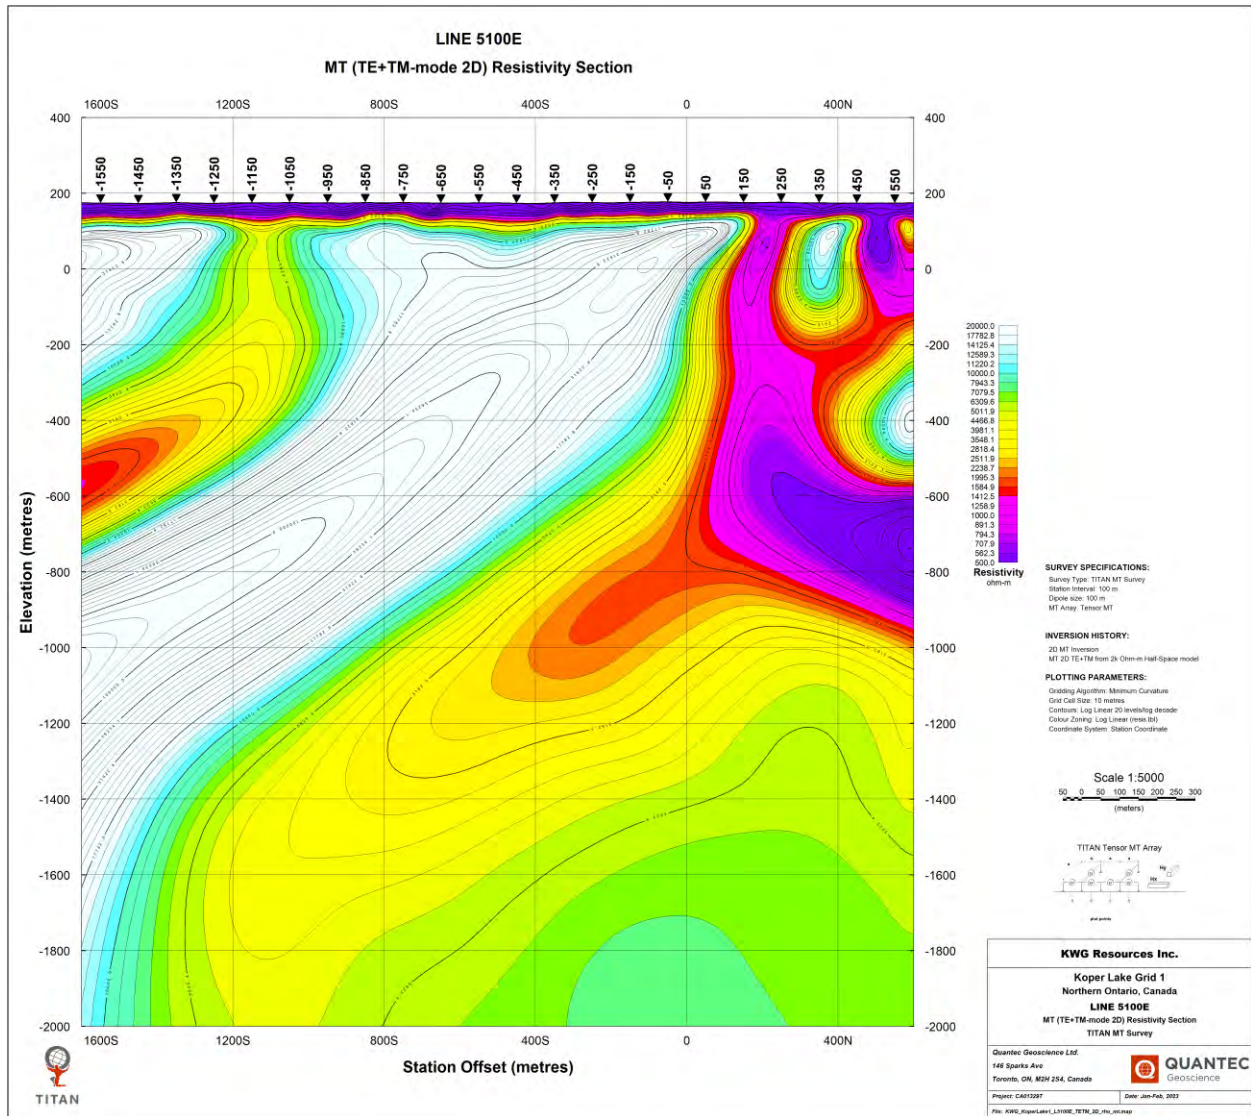 LINE 5100E
MT (TE+TM-mode 2D) Resistivity Section
1600S 1200S 800S 400S 0 400N
400 400
-1550 -1450 -1350 -1250 -1150 -1050 -950 -850 -750 -650 -550 -450 -350 -250 -150 -50 50 150 250 350 450 550
200 200
0 0
-200 -200
-400 -400
-600 -600
-800 -800
-1000 -1000
-1200 -1200
-1400 -1400
-1600 -1600
-1800 -1800
-2000 -2000
Elevation (metres)
1600S 1200S 800S 400S 0 400N
Station Offset (metres)
TITAN
20000.0
17782.8
14125.4
12589.3
11220.2
10000.0
7943.3
7079.5
6309.6
5011.9
4466.8
3981.1
3548.1
2818.4
2511.9
2238.7
1995.3
1584.9
1412.5
1258.9
1000.0
891.3
794.3
707.9
562.3
500.0
Resistivity
ohm-m
SURVEY SPECIFICATIONS:
Survey Type: TITAN MT Survey
Station Interval: 100 m
Dipole size: 100 m
MT Array: Tensor MT
INVERSION HISTORY:
2D MT Inversion
MT 2D TE+TM from 2k Ohm-m Half-Space model
PLOTTING PARAMETERS:
Gridding Algorithm: Minimum Curvature
Grid Cell Size: 10 metres
Contours: Log Linear 20 levels/log decade
Colour Zoning: Log Linear (resis.tbl)
Coordinate System: Station Coordinate
Scale 1:5000
50 0 50 100 150 200 250 300
(meters)
TITAN Tensor MT Array
Hy
Hx
plot points
KWG Resources Inc.
Koper Lake Grid 1
Northern Ontario, Canada
LINE 5100E
MT (TE+TM-mode 2D) Resistivity Section
TITAN MT Survey
Quantec Geoscience Ltd.
146 Sparks Ave
Toronto, ON, M2H 2S4, Canada
QUANTEC
Geoscience
Project: CA01329T Date: Jan-Feb, 2023
File: KWG_KoperLake1_L5100E_TETM_2D_rho_mt.map